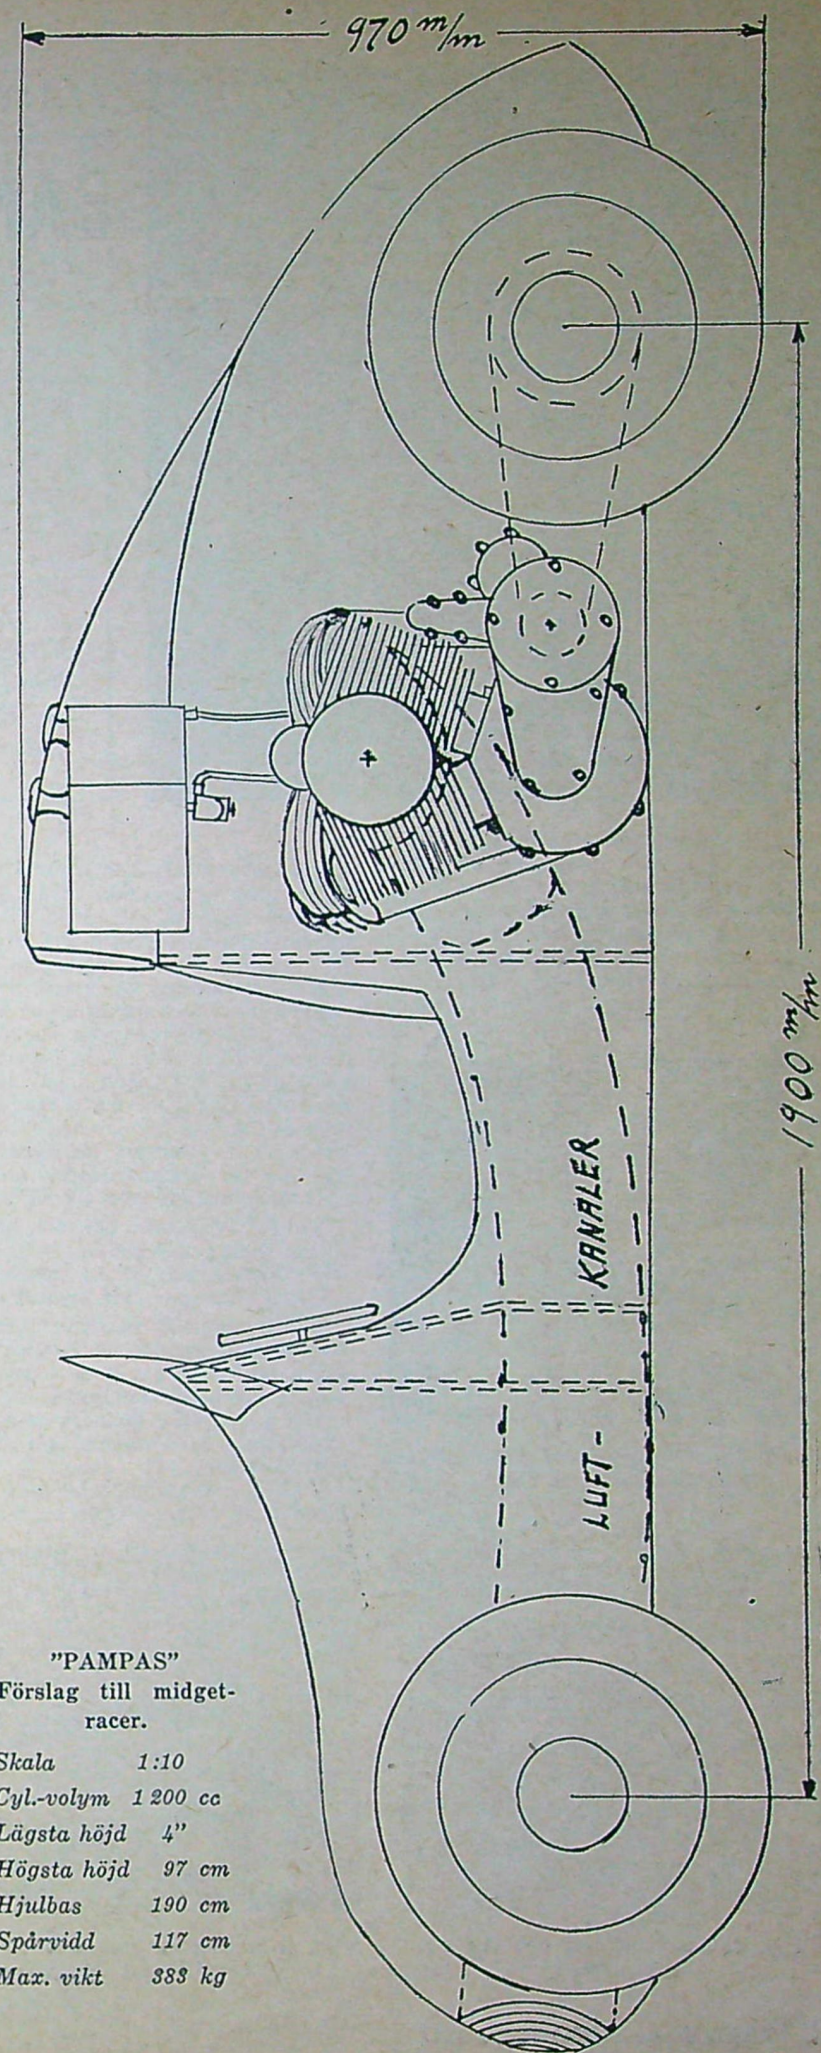 970 m/m
1900 m/m
KANALER
LUFT-
"PAMPAS"
Förslag till midget-
racer.
Skala 1:10
Cyl.-volym 1 200 cc
Lägsta höjd 4"
Högsta höjd 97 cm
Hjulbas 190 cm
Spårvidd 117 cm
Max. vikt 383 kg